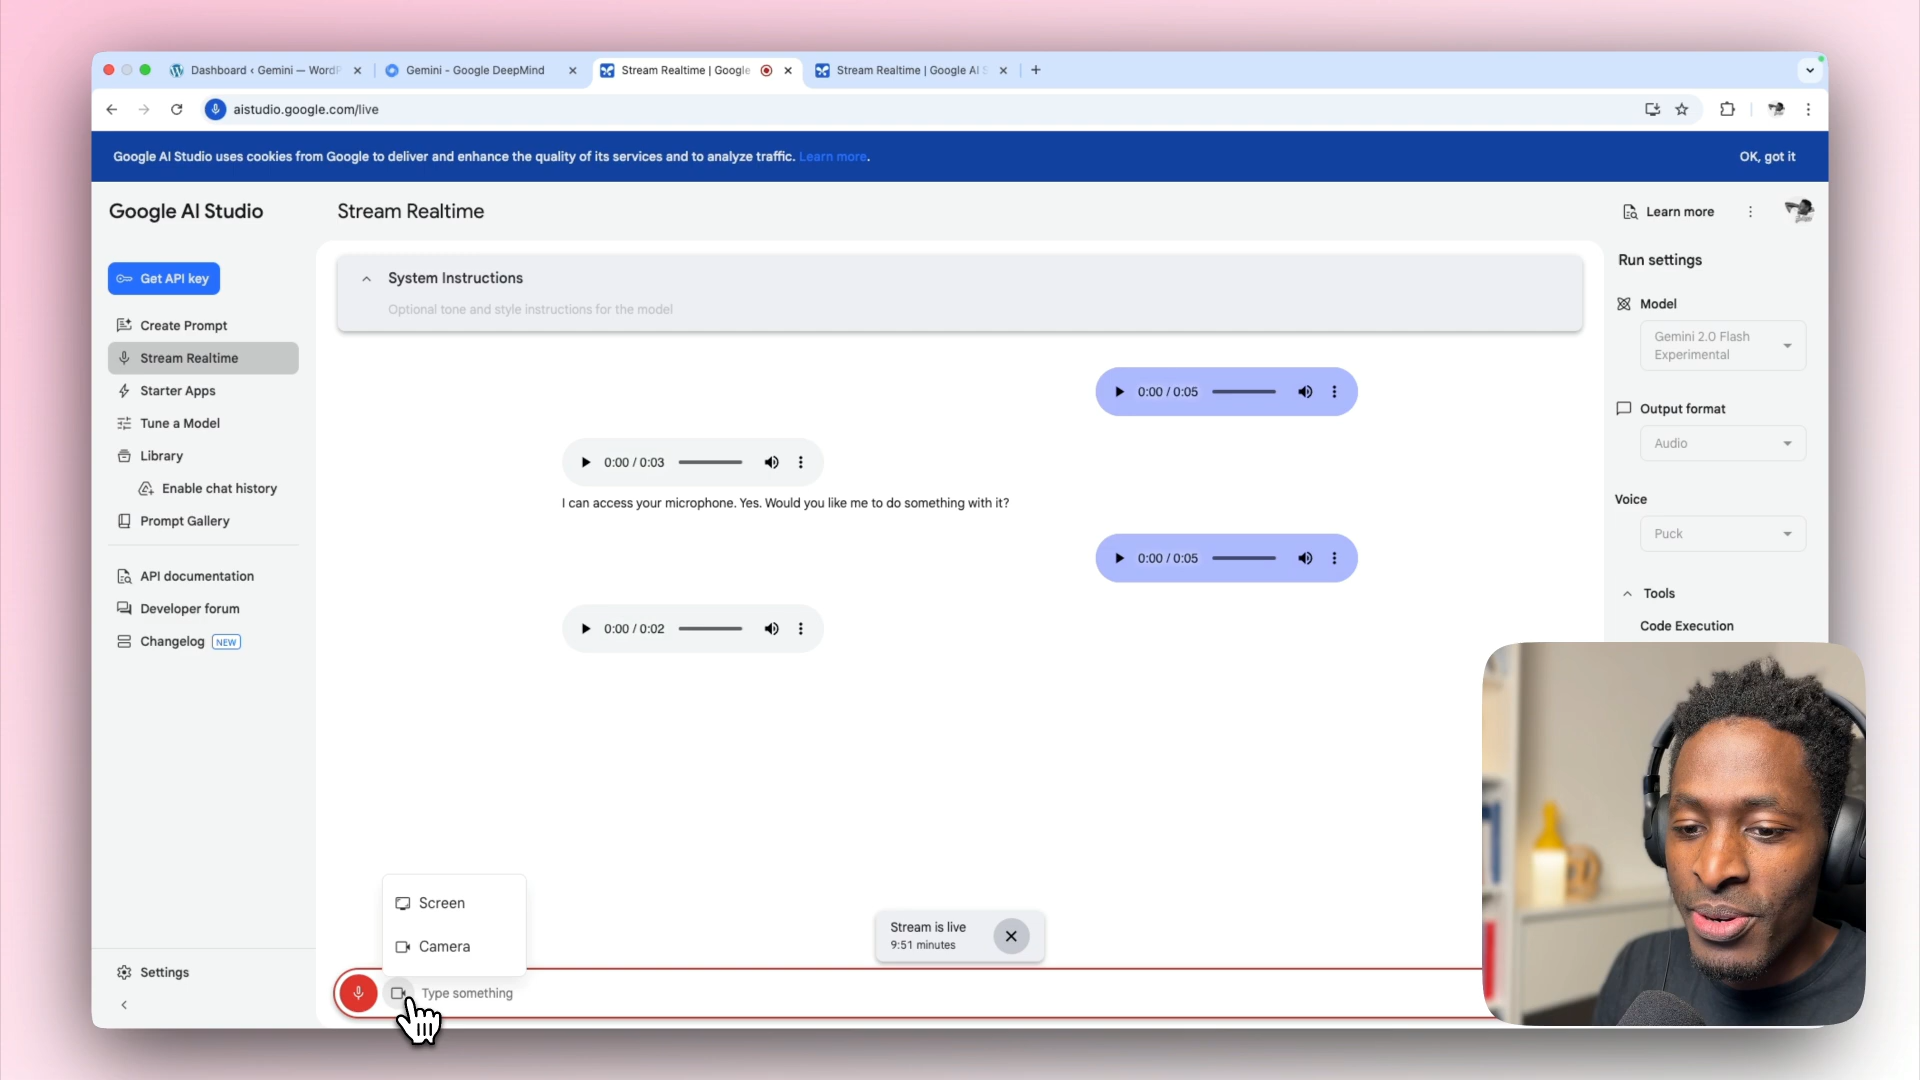 Dashboard ‹ Gemini — WordP
Gemini - Google DeepMind
Stream Realtime | Google
Stream Realtime | Google AI S
aistudio.google.com/live
Google AI Studio uses cookies from Google to deliver and enhance the quality of its services and to analyze traffic. Learn more.
OK, got it
Google AI Studio
Stream Realtime
Learn more
Get API key
Create Prompt
Stream Realtime
Starter Apps
Tune a Model
Library
Enable chat history
Prompt Gallery
API documentation
Developer forum
Changelog NEW
Settings
System Instructions
Optional tone and style instructions for the model
0:00 / 0:05
0:00 / 0:03
I can access your microphone. Yes. Would you like me to do something with it?
0:00 / 0:05
0:00 / 0:02
Screen
Camera
Stream is live
9:51 minutes
Type something
Run settings
Model
Gemini 2.0 Flash
Experimental
Output format
Audio
Voice
Puck
Tools
Code Execution